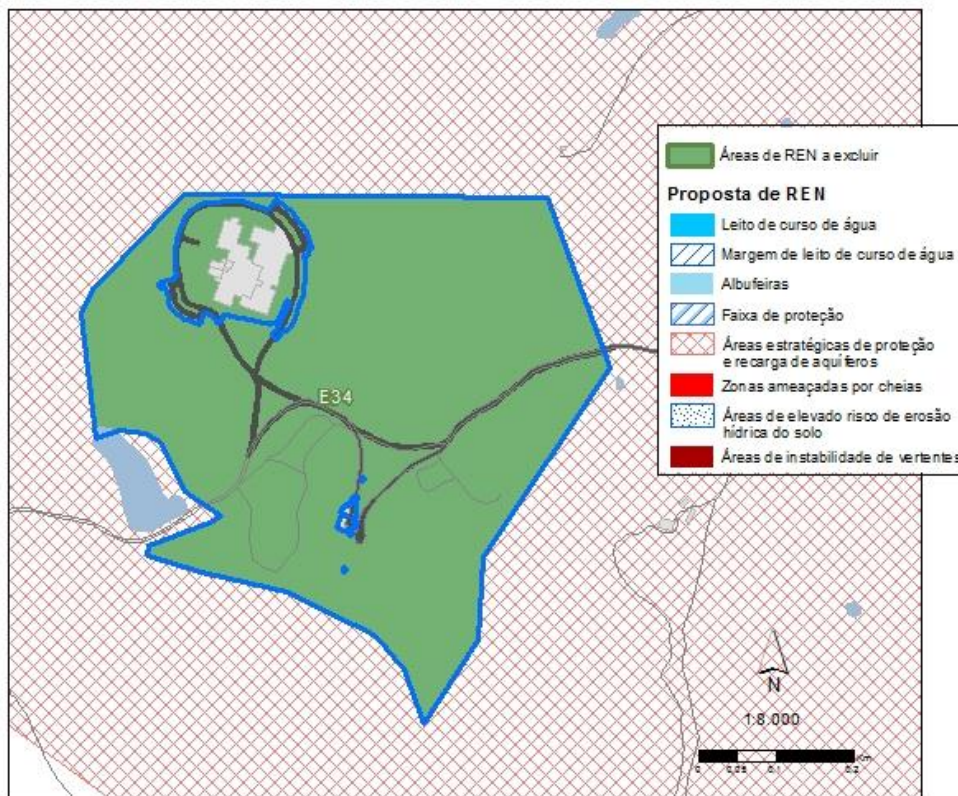 Áreas de REN a excluir
Proposta de REN
Leito de curso de água
Margem de leito de curso de água
Albufeiras
Faixa de proteção
Áreas estratégicas de proteção
e recarga de aquíferos
Zonas ameaçadas por cheias
Áreas de elevado risco de erosão
hídrica do solo
Áreas de instabilidade de vertentes
E34
N
1:8.000
Km
0 0,05 0,1 0,2